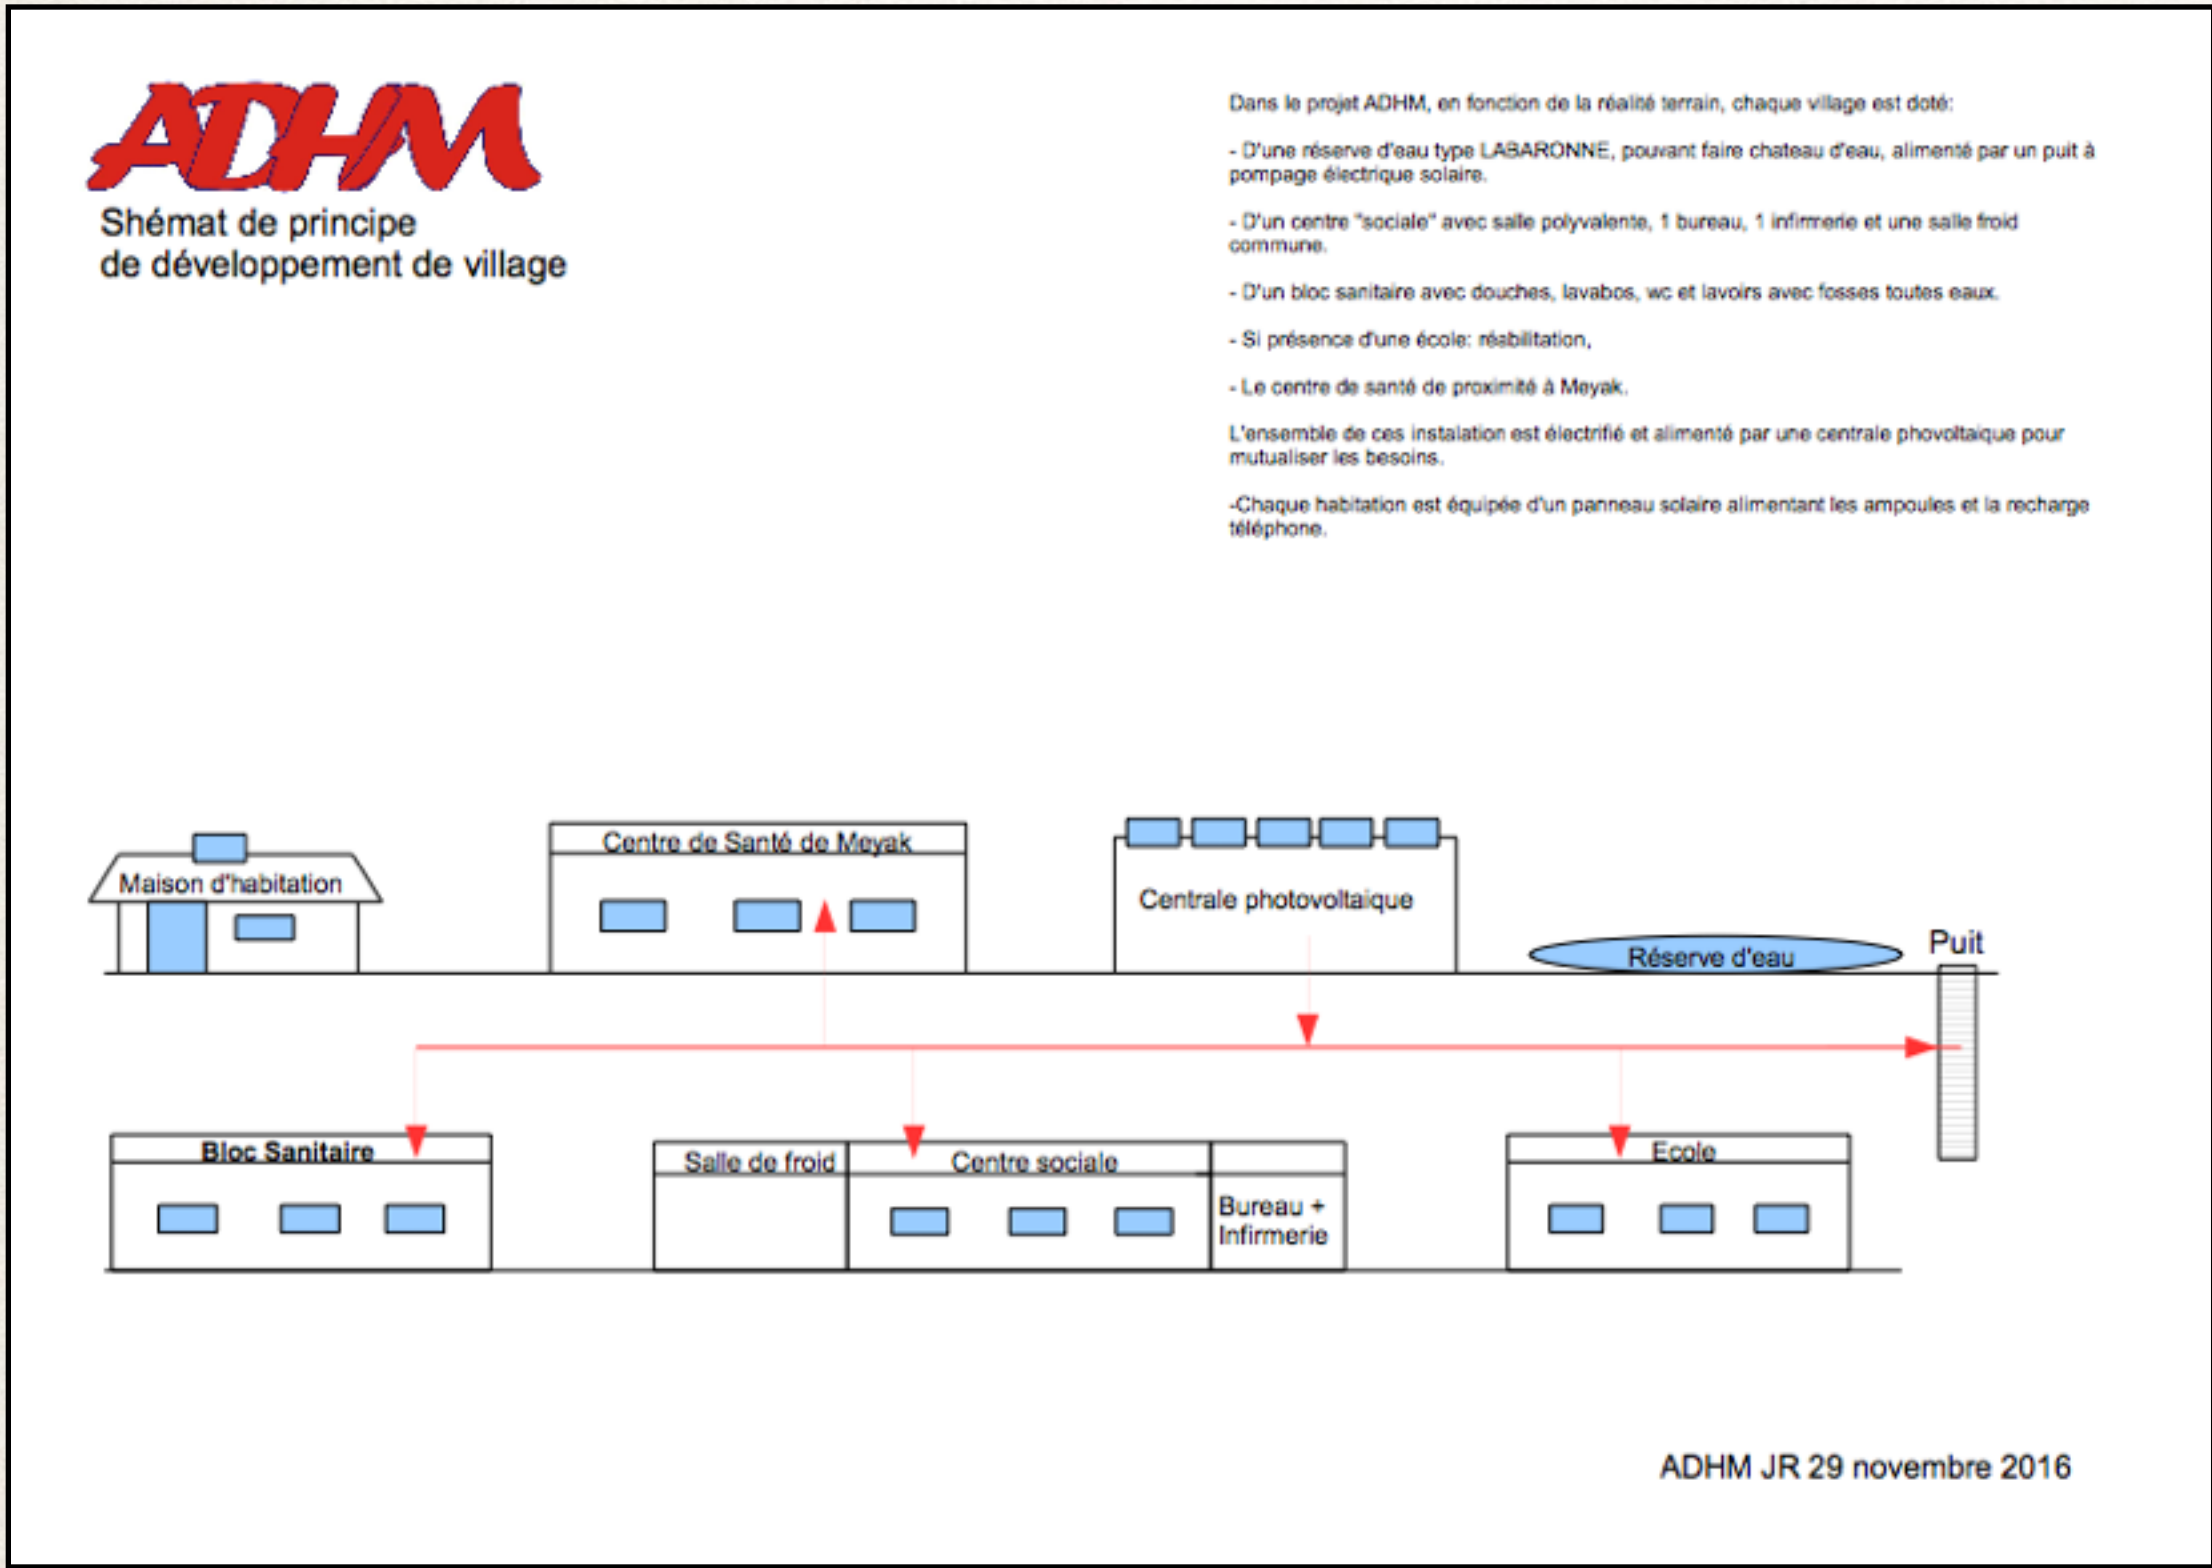 ADHM
Shémat de principe
de développement de village
Dans le projet ADHM, en fonction de la réalité terrain, chaque village est doté:
- D'une réserve d'eau type LABARONNE, pouvant faire chateau d'eau, alimenté par un puit à
pompage électrique solaire.
- D'un centre "sociale" avec salle polyvalente, 1 bureau, 1 infirmerie et une salle froid
commune.
- D'un bloc sanitaire avec douches, lavabos, wc et lavoirs avec fosses toutes eaux.
- Si présence d'une école: réabilitation,
- Le centre de santé de proximité à Meyak.
L'ensemble de ces instalation est électrifié et alimenté par une centrale phovoltaique pour
mutualiser les besoins.
-Chaque habitation est équipée d'un panneau solaire alimentant les ampoules et la recharge
téléphone.
Maison d'habitation
Centre de Santé de Meyak
Centrale photovoltaique
Réserve d'eau
Puit
Bloc Sanitaire
Salle de froid
Centre sociale
Bureau +
Infirmerie
Ecole
ADHM JR 29 novembre 2016